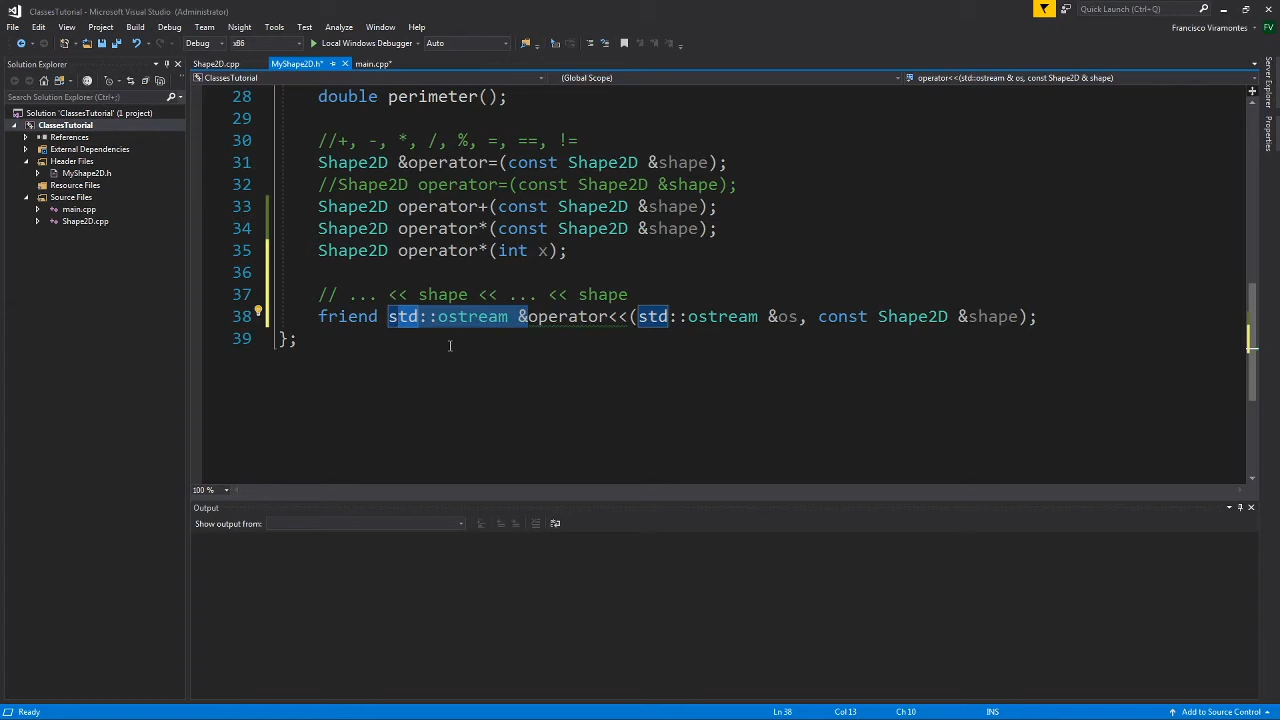 ClassesTutorial - Microsoft Visual Studio (Administrator)
Quick Launch (Ctrl+Q)
File Edit View Project Build Debug Team Nsight Tools Test Analyze Window Help
Francisco Viramontes FV
Debug x86 Local Windows Debugger Auto
Solution Explorer
Shape2D.cpp MyShape2D.h* main.cpp*
ClassesTutorial (Global Scope) operator<<(std::ostream & os, const Shape2D & shape)
Search Solution Explorer (Ctrl+;)
Solution 'ClassesTutorial' (1 project)
ClassesTutorial
References
External Dependencies
Header Files
MyShape2D.h
Resource Files
Source Files
main.cpp
Shape2D.cpp
28 double perimeter();
29
30 //+, -, *, /, %, =, ==, !=
31 Shape2D &operator=(const Shape2D &shape);
32 //Shape2D operator=(const Shape2D &shape);
33 Shape2D operator+(const Shape2D &shape);
34 Shape2D operator*(const Shape2D &shape);
35 Shape2D operator*(int x);
36
37 // ... << shape << ... << shape
38 friend std::ostream &operator<<(std::ostream &os, const Shape2D &shape);
39 };
100 %
Output
Show output from:
Server Explorer
Properties
Ready Ln 38 Col 13 Ch 10 INS Add to Source Control